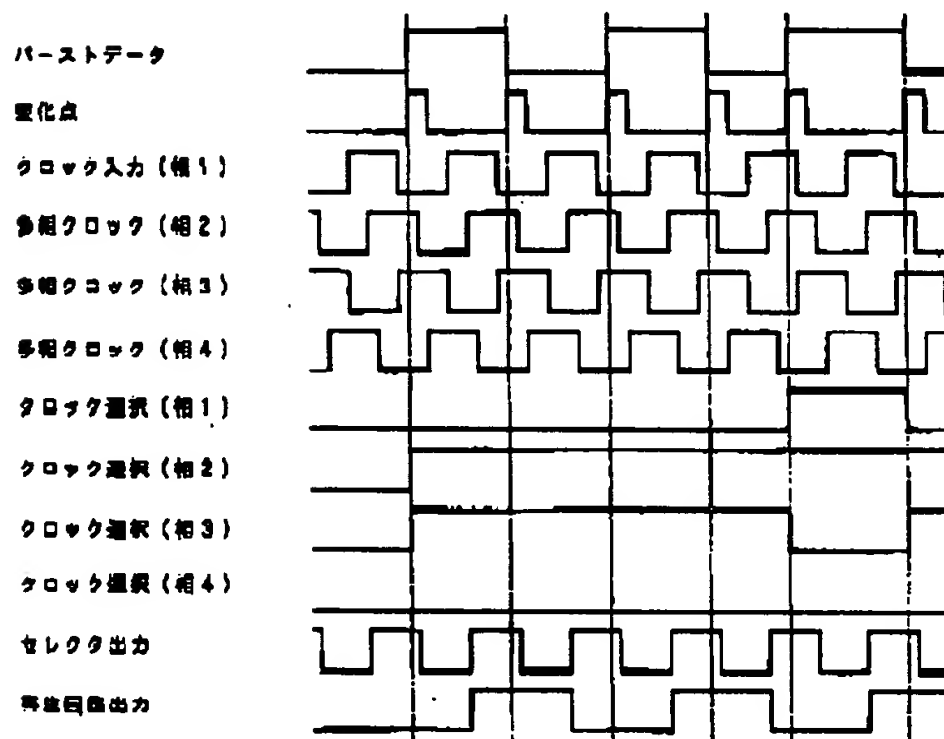 バーストデータ
変化点
クロック入力(相1)
多相クロック(相2)
多相クロック(相3)
多相クロック(相4)
クロック選択(相1)
クロック選択(相2)
クロック選択(相3)
クロック選択(相4)
セレクタ出力
再生回路出力